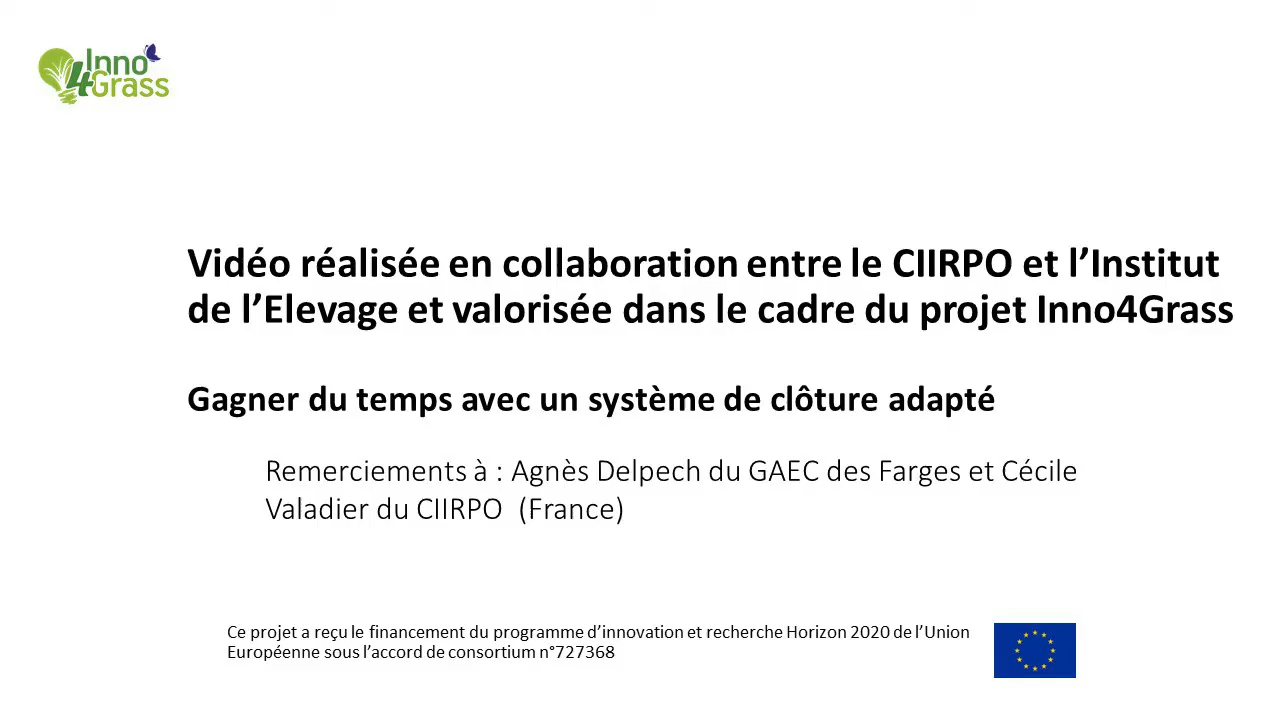 Inno
4Grass
Vidéo réalisée en collaboration entre le CIIRPO et l’Institut
de l’Elevage et valorisée dans le cadre du projet Inno4Grass
Gagner du temps avec un système de clôture adapté
Remerciements à : Agnès Delpech du GAEC des Farges et Cécile
Valadier du CIIRPO  (France)
Ce projet a reçu le financement du programme d’innovation et recherche Horizon 2020 de l’Union
Européenne sous l’accord de consortium n°727368